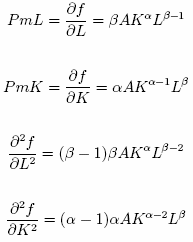 PmL = ∂f/∂L = βAK^α L^{β−1}
PmK = ∂f/∂K = αAK^{α−1} L^β
∂²f/∂L² = (β − 1)βAK^α L^{β−2}
∂²f/∂K² = (α − 1)αAK^{α−2} L^β